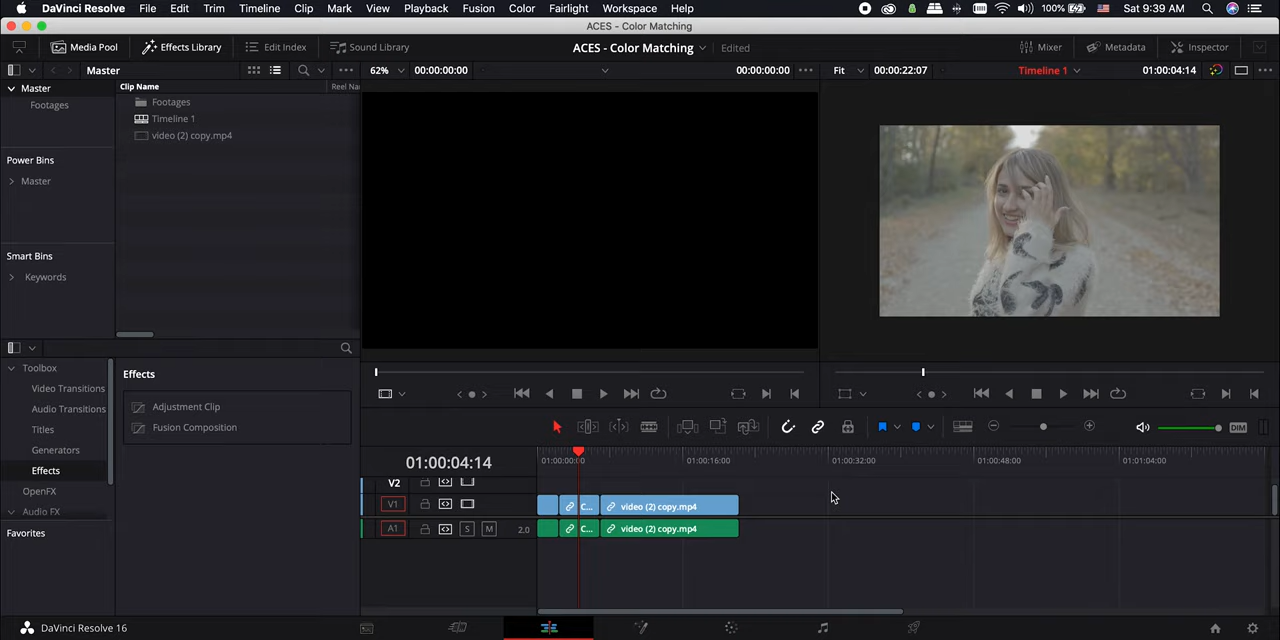 DaVinci Resolve File Edit Trim Timeline Clip Mark View Playback Fusion Color Fairlight Workspace Help 100% Sat 9:39 AM
ACES - Color Matching
Media Pool Effects Library Edit Index Sound Library ACES - Color Matching Edited Mixer Metadata Inspector
Master 62% 00:00:00:00 00:00:00:00 Fit 00:00:22:07 Timeline 1 01:00:04:14
Master Clip Name Reel Na
Footages Footages
Timeline 1
video (2) copy.mp4
Power Bins
Master
Smart Bins
Keywords
Toolbox Effects
Video Transitions
Audio Transitions Adjustment Clip
Titles Fusion Composition
Generators
Effects
OpenFX
Audio FX
Favorites
DIM
01:00:04:14 01:00:00:00 01:00:16:00 01:00:32:00 01:00:48:00 01:01:04:00
V2
V1 C... video (2) copy.mp4
A1 S M 2.0 C... video (2) copy.mp4
DaVinci Resolve 16